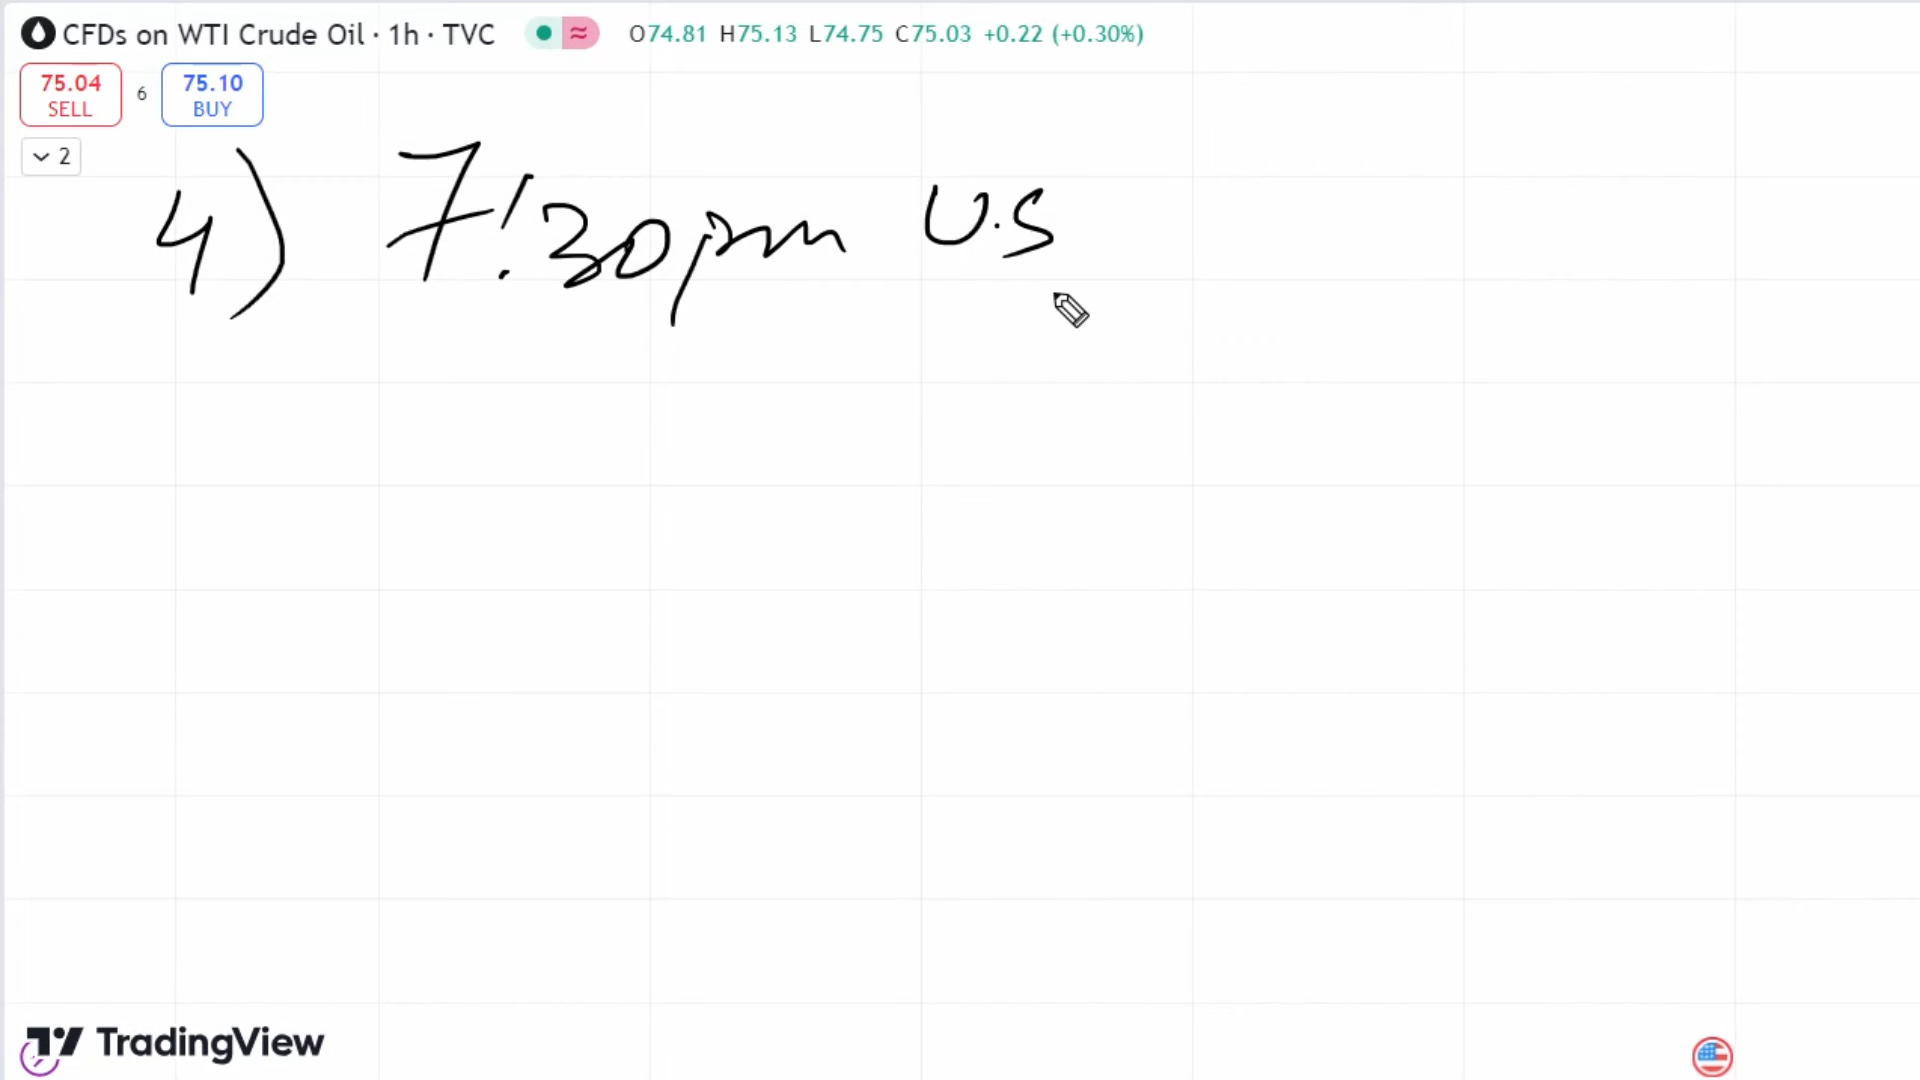 CFDs on WTI Crude Oil · 1h · TVC ≈ O74.81 H75.13 L74.75 C75.03 +0.22 (+0.30%)
75.04 SELL 6 75.10 BUY
2
4) 7:30pm U.S
TradingView